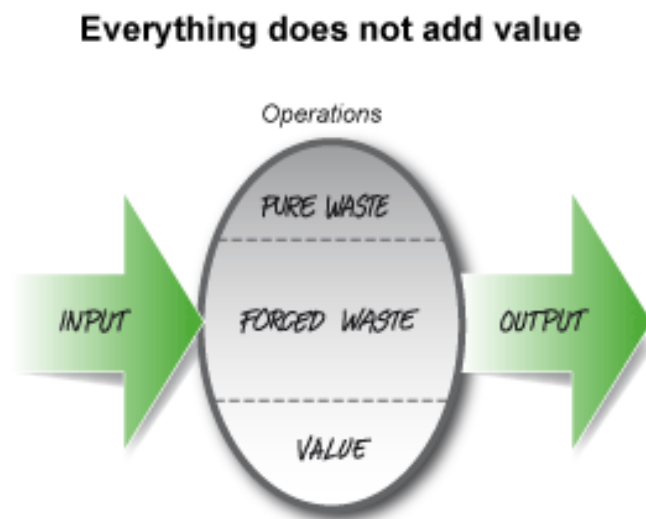 Everything does not add value
Operations
PURE WASTE
INPUT
FORCED WASTE
OUTPUT
VALUE